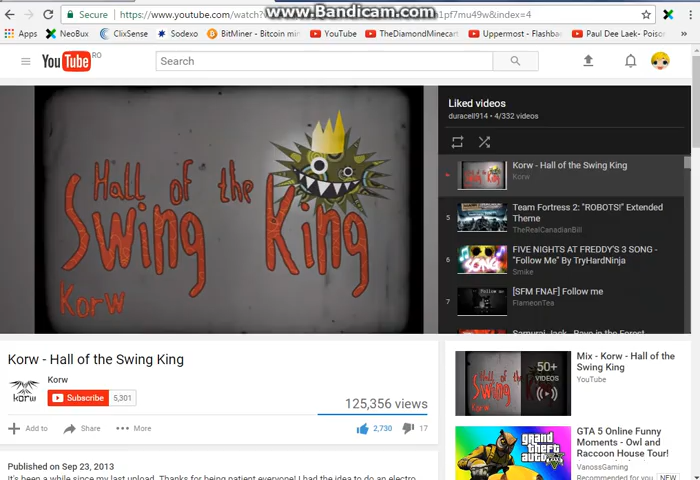 www.Bandicam.com
Secure
https://www.youtube.com/watch?
1pf7mu49w&index=4
Apps
NeoBux
ClixSense
Sodexo
BitMiner - Bitcoin min
YouTube
TheDiamondMinecart
Uppermost - Flashba
Paul Dee Laek- Poiso
YouTube RO
Search
Hall of the
Swing King
Korw
Liked videos
duracell914 • 4/332 videos
Korw - Hall of the Swing King
Korw
5
Team Fortress 2: "ROBOTS!" Extended
Theme
TheRealCanadianBill
6
FIVE NIGHTS AT FREDDY'S 3 SONG -
"Follow Me" By TryHardNinja
Smike
SONG
7
[SFM FNAF] Follow me
FlameonTea
Follow me
Samurai Jack - Rave in the Forest
Korw - Hall of the Swing King
korw
Korw
Subscribe
5,301
125,356 views
Add to
Share
More
2,730
17
Published on Sep 23, 2013
It's been a while since my last upload. Thanks for being patient everyone! I had the idea to do an electro
50+
VIDEOS
Mix - Korw - Hall of the
Swing King
YouTube
grand
theft
auto
GTA 5 Online Funny
Moments - Owl and
Raccoon House Tour!
VanossGaming
Recommended for you
NEW